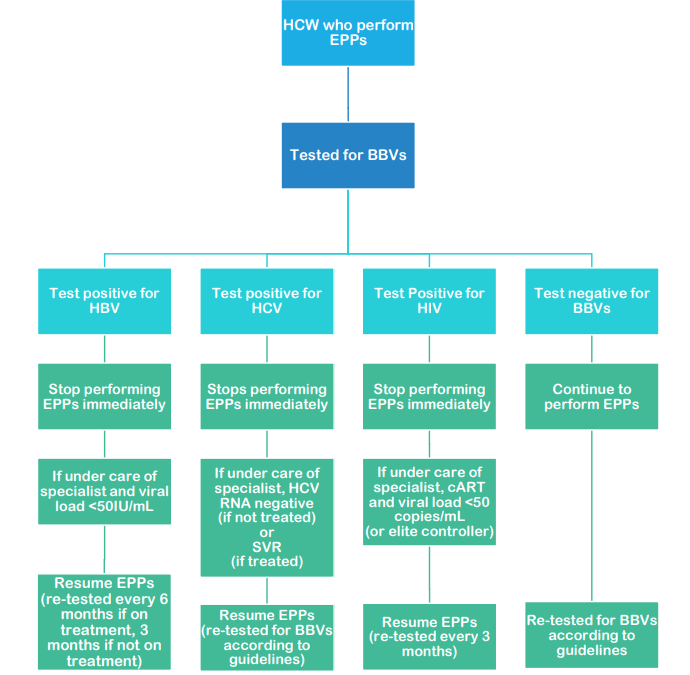 HCW who perform
EPPs
Tested for BBVs
Test positive for
HBV
Test positive for
HCV
Test Positive for
HIV
Test negative for
BBVs
Stop performing
EPPs immediately
Stops performing
EPPs immediately
Stop performing
EPPs immediately
Continue to
perform EPPs
If under care of
specialist and viral
load <50IU/mL
If under care of
specialist, HCV
RNA negative
(if not treated)
or
SVR
(if treated)
If under care of
specialist, cART
and viral load <50
copies/mL
(or elite controller)
Resume EPPs
(re-tested every 6
months if on
treatment, 3
months if not on
treatment)
Resume EPPs
(re-tested for BBVs
according to
guidelines)
Resume EPPs
(re-tested every 3
months)
Re-tested for BBVs
according to
guidelines